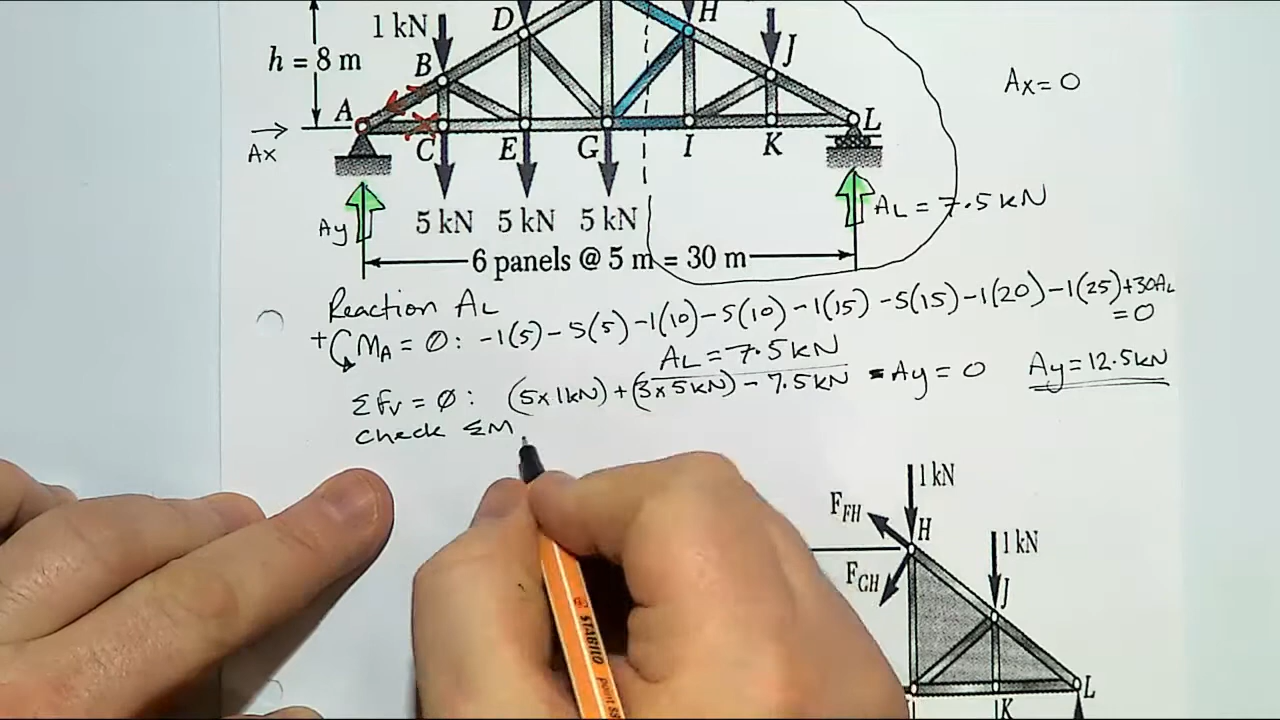 1 kN
D
H
h = 8 m
B
J
Ax = 0
A
L
Ax
C
E
G
I
K
Ay
AL = 7.5 kN
5 kN 5 kN 5 kN
6 panels @ 5 m = 30 m
Reaction AL
+ MA = 0: -1(5) - 5(5) - 1(10) - 5(10) - 1(15) - 5(15) - 1(20) - 1(25) + 30AL
= 0
AL = 7.5 kN
ΣFv = 0: (5x1kN) + (3x5kN) - 7.5kN - Ay = 0 Ay = 12.5kN
check ΣM
1 kN
FFH
H
1 kN
FGH
J
L
K
STABILO point 88